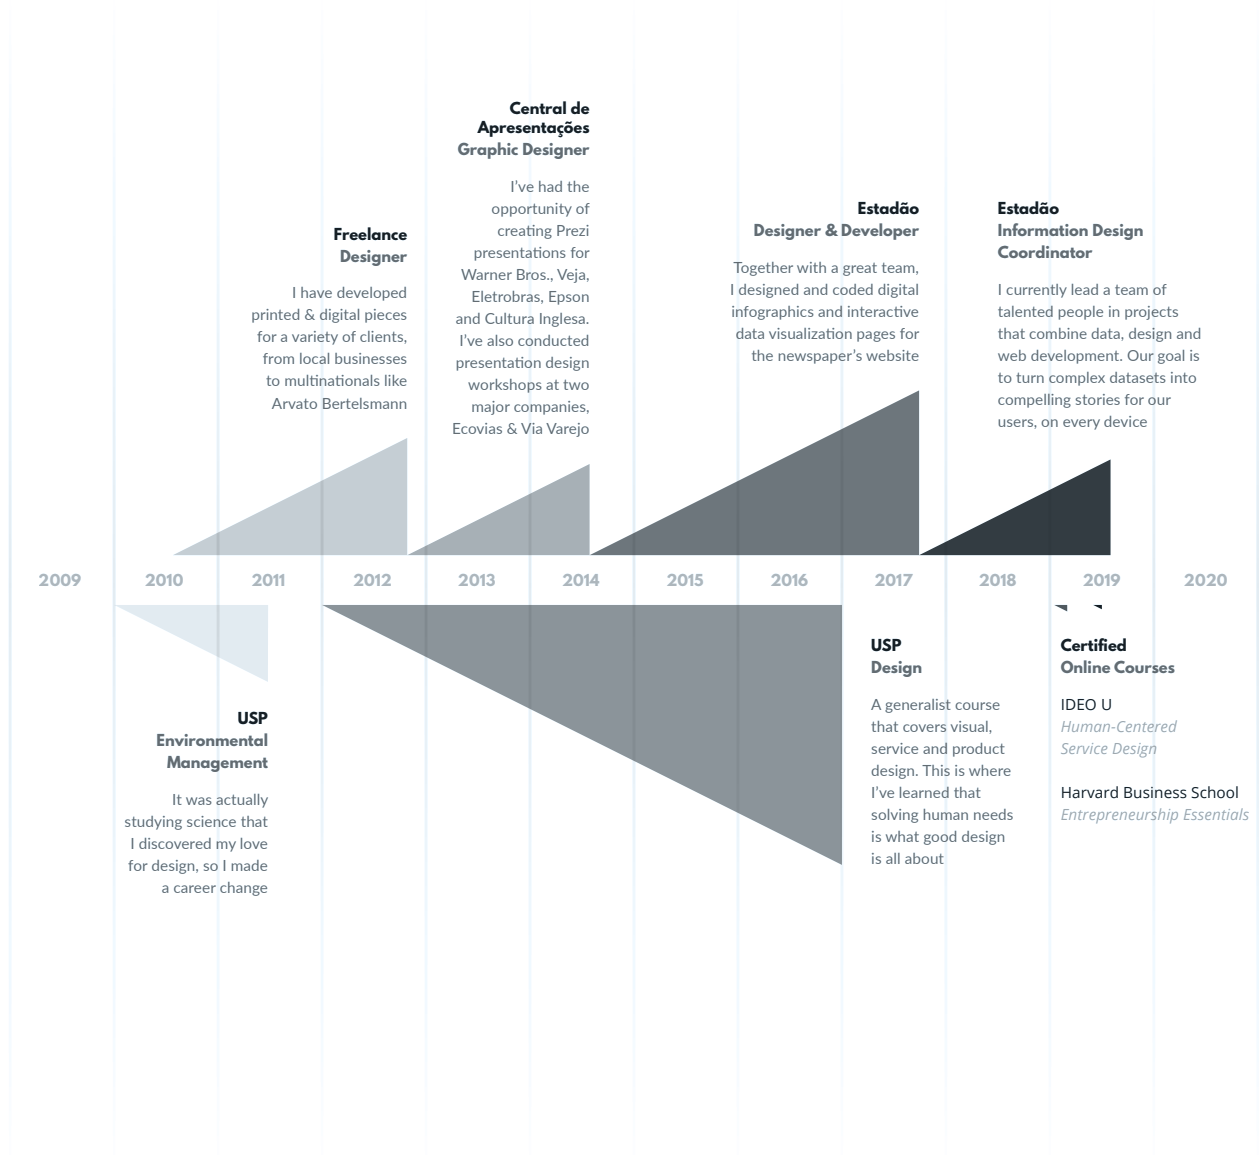 Central de
Apresentações
Graphic Designer
I’ve had the
opportunity of
creating Prezi
presentations for
Warner Bros., Veja,
Eletrobras, Epson
and Cultura Inglesa.
I’ve also conducted
presentation design
workshops at two
major companies,
Ecovias & Via Varejo
Freelance
Designer
I have developed
printed & digital pieces
for a variety of clients,
from local businesses
to multinationals like
Arvato Bertelsmann
Estadão
Designer & Developer
Together with a great team,
I designed and coded digital
infographics and interactive
data visualization pages for
the newspaper’s website
Estadão
Information Design
Coordinator
I currently lead a team of
talented people in projects
that combine data, design and
web development. Our goal is
to turn complex datasets into
compelling stories for our
users, on every device
2009 2010 2011 2012 2013 2014 2015 2016 2017 2018 2019 2020
USP
Environmental
Management
It was actually
studying science that
I discovered my love
for design, so I made
a career change
USP
Design
A generalist course
that covers visual,
service and product
design. This is where
I’ve learned that
solving human needs
is what good design
is all about
Certified
Online Courses
IDEO U
Human-Centered
Service Design
Harvard Business School
Entrepreneurship Essentials